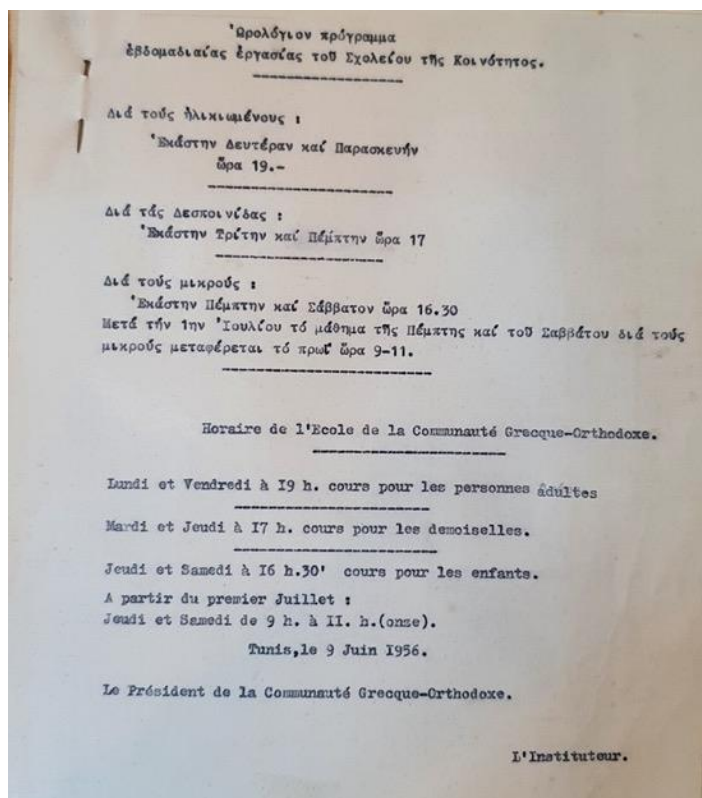 Ὡρολόγιον πρόγραμμα
ἑβδομαδιαίας ἐργασίας τοῦ Σχολείου τῆς Κοινότητος.
Διά τούς ἡλικιωμένους :
Ἑκάστην Δευτέραν καί Παρασκευήν
ὥρα 19.-
Διά τάς Δεσποινίδας :
Ἑκάστην Τρίτην καί Πέμπτην ὥρα 17
Διά τούς μικρούς :
Ἑκάστην Πέμπτην καί Σάββατον ὥρα 16.30
Μετά τήν 1ην Ἰουλίου τό μάθημα τῆς Πέμπτης καί τοῦ Σαββάτου διά τούς
μικρούς μεταφέρεται τό πρωΐ ὥρα 9-11.
Horaire de l'Ecole de la Communauté Grecque-Orthodoxe.
Lundi et Vendredi à I9 h. cours pour les personnes adultes
Mardi et Jeudi à I7 h. cours pour les demoiselles.
Jeudi et Samedi à I6 h.30' cours pour les enfants.
A partir du premier Juillet :
Jeudi et Samedi de 9 h. à II. h.(onze).
Tunis,le 9 Juin I956.
Le Président de la Communauté Grecque-Orthodoxe.
L'Instituteur.